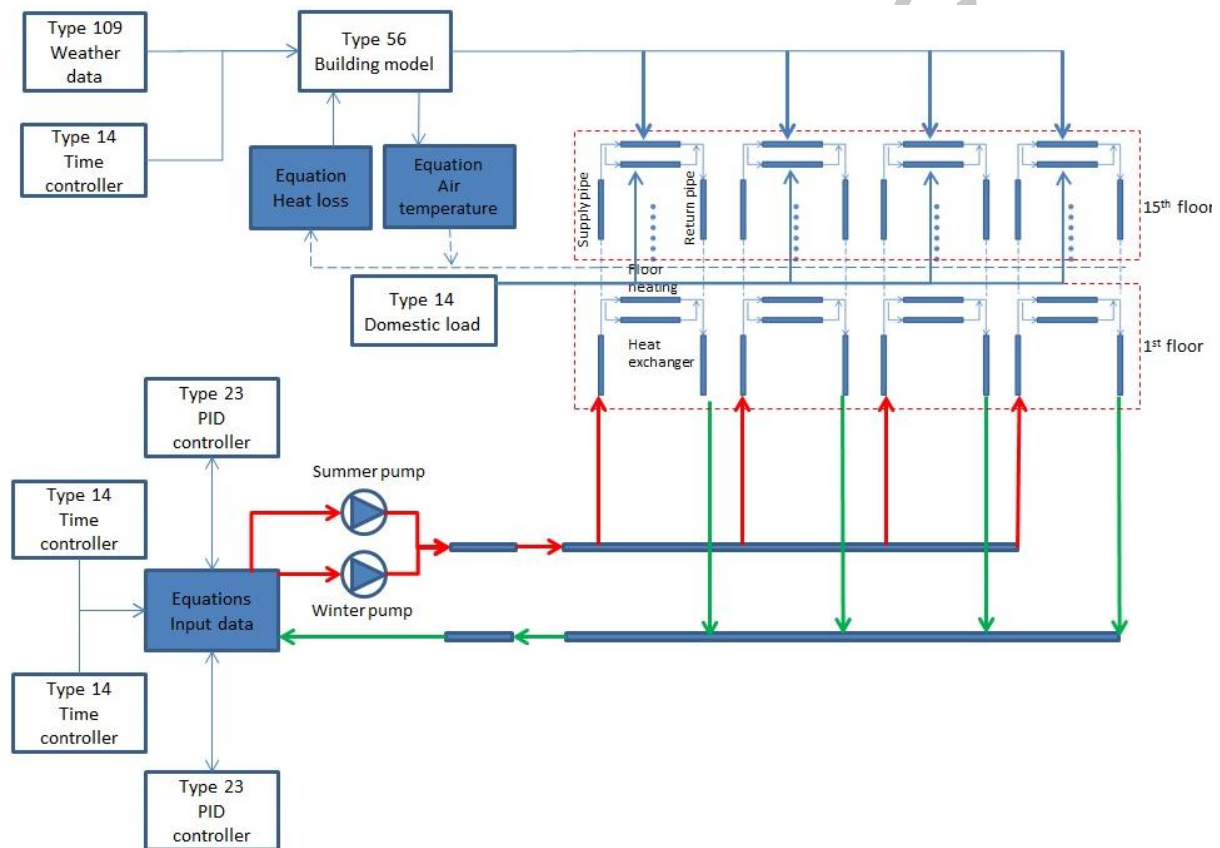 Type 109
Weather
data
Type 56
Building model
Type 14
Time
controller
Equation
Heat loss
Equation
Air
temperature
Supply pipe
Return pipe
15th floor
Floor
heating
Type 14
Domestic load
Heat
exchanger
1st floor
Type 23
PID
controller
Summer pump
Type 14
Time
controller
Winter pump
Equations
Input data
Type 14
Time
controller
Type 23
PID
controller